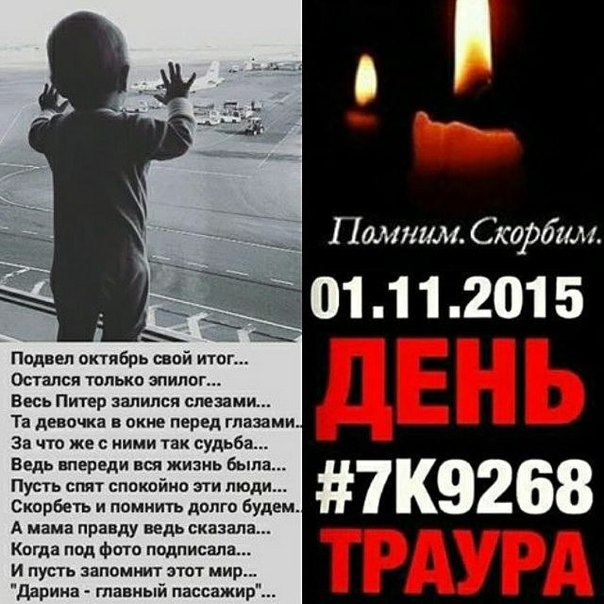 Подвел октябрь свой итог...
Остался только эпилог...
Весь Питер залился слезами...
Та девочка в окне перед глазами..
За что же с ними так судьба...
Ведь впереди вся жизнь была...
Пусть спят спокойно эти люди...
Скорбеть и помнить долго будем..
А мама правду ведь сказала...
Когда под фото подписала...
И пусть запомнит этот мир...
"Дарина - главный пассажир"...
Помним. Скорбим.
01.11.2015
ДЕНЬ
#7K9268
ТРАУРА